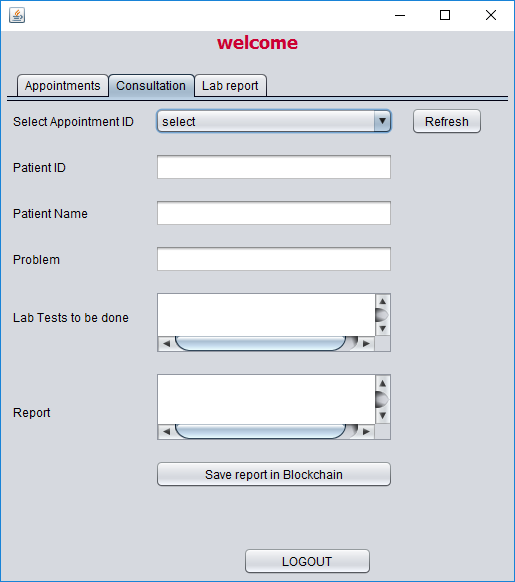 welcome
Appointments Consultation Lab report
Select Appointment ID select Refresh
Patient ID
Patient Name
Problem
Lab Tests to be done
Report
Save report in Blockchain
LOGOUT